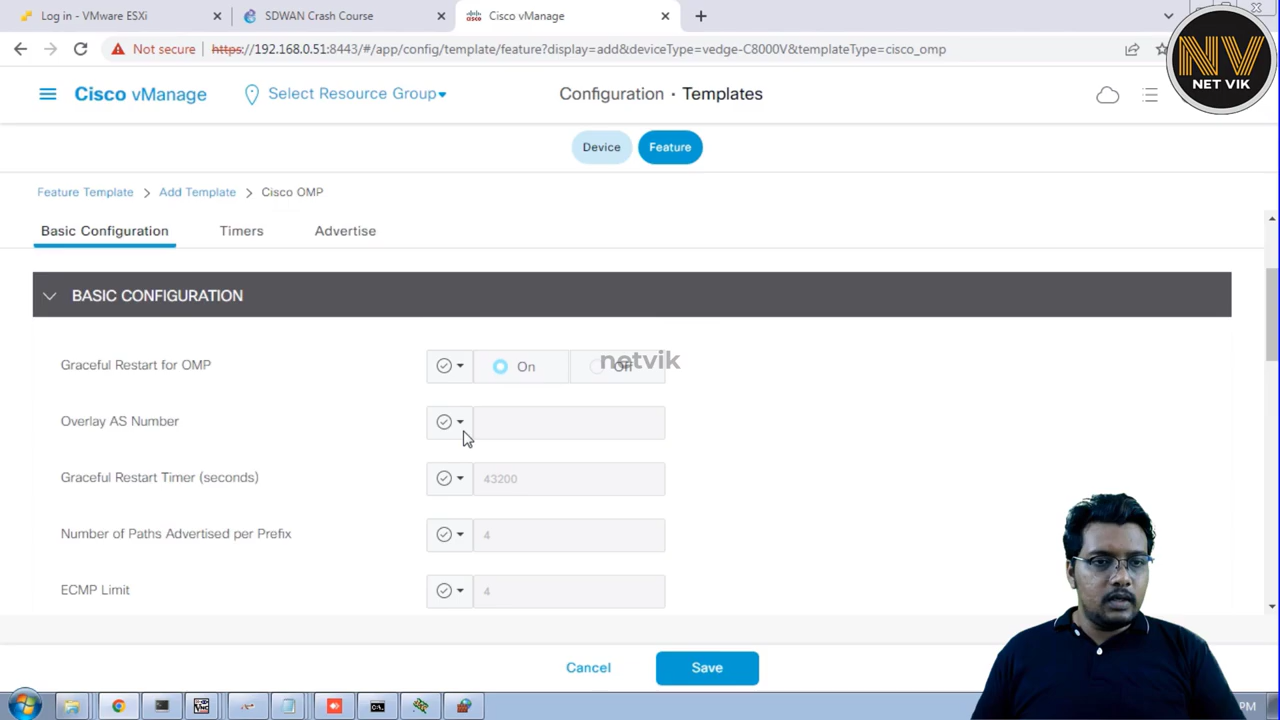 Log in - VMware ESXi
SDWAN Crash Course
Cisco vManage
Not secure
https://192.168.0.51:8443/#/app/config/template/feature?display=add&deviceType=vedge-C8000V&templateType=cisco_omp
NV
NET VIK
Cisco vManage
Select Resource Group
Configuration · Templates
Device
Feature
Feature Template > Add Template > Cisco OMP
Basic Configuration
Timers
Advertise
BASIC CONFIGURATION
Graceful Restart for OMP
On
Off
netvik
Overlay AS Number
Graceful Restart Timer (seconds)
43200
Number of Paths Advertised per Prefix
4
ECMP Limit
4
Cancel
Save
PM